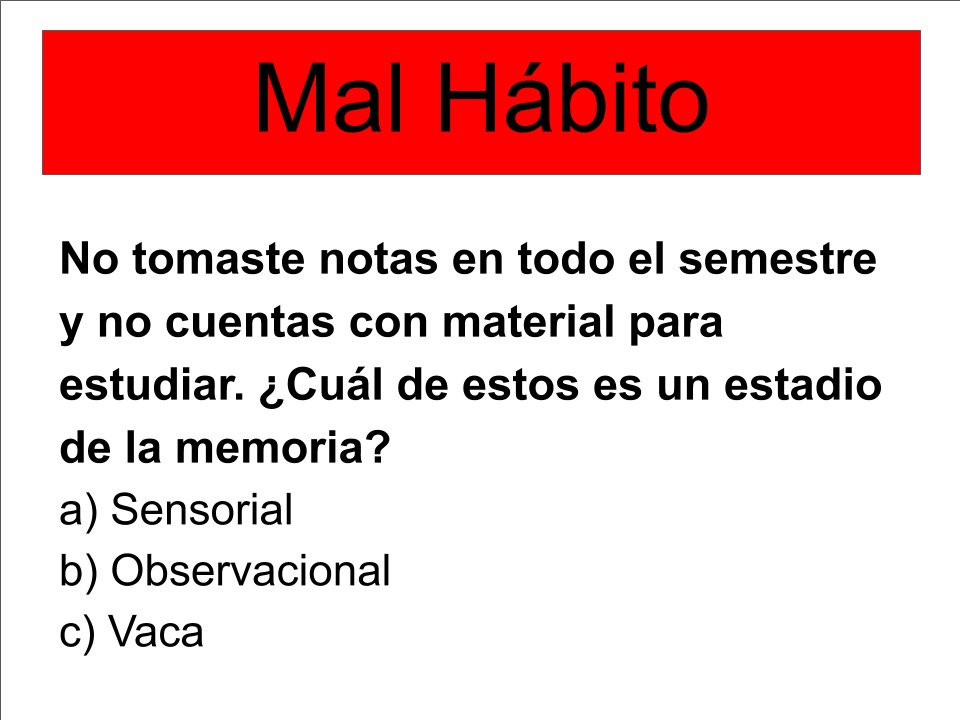 Mal Hábito
No tomaste notas en todo el semestre
y no cuentas con material para
estudiar. ¿Cuál de estos es un estadio
de la memoria?
a) Sensorial
b) Observacional
c) Vaca